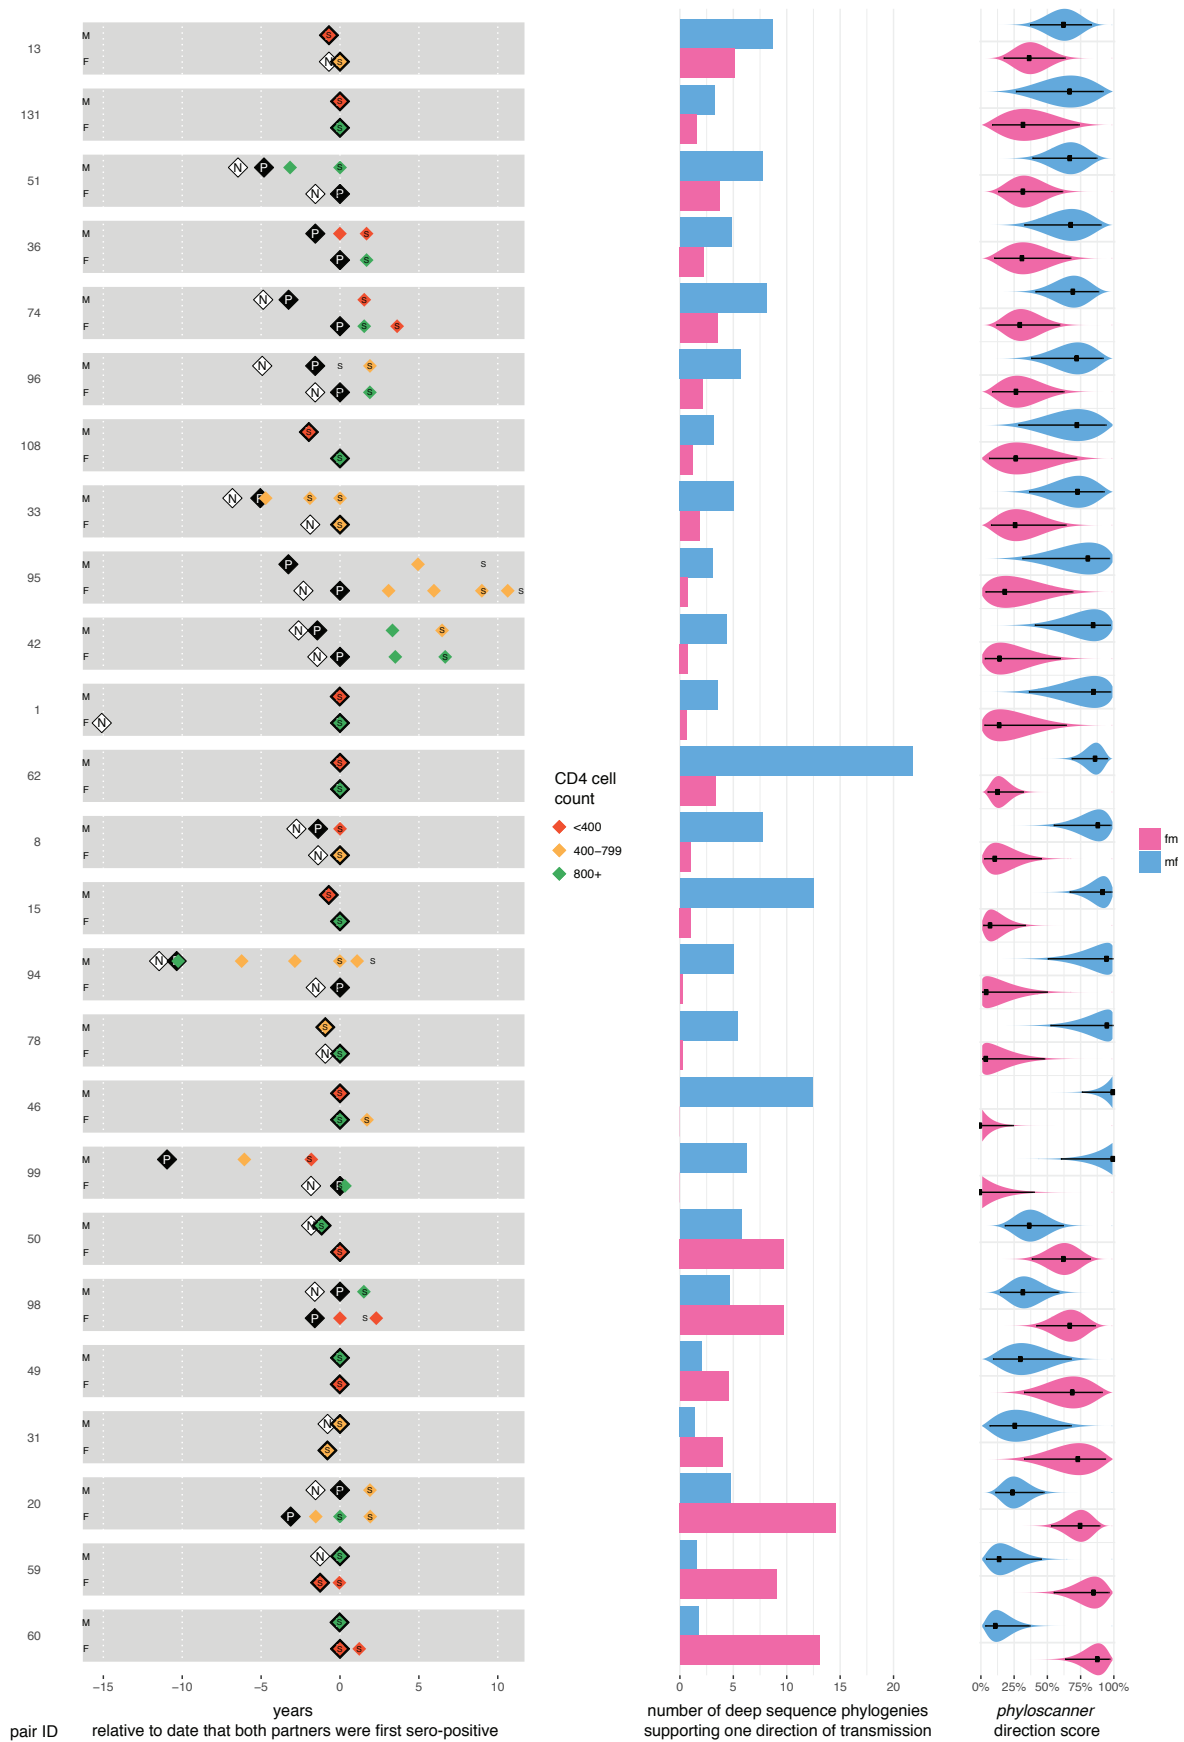 13
M
S
F
N S
131
M
S
F
S
51
M
N P S
F
N P
36
M
P S
F
P S
74
M
N P S
F
P S S
96
M
N P S S
F
N P S
108
M
S
F
S
33
M
N P S S
F
N S
95
M
P S
F
N P S S
42
M
N P S
F
N P S
1
M
S
F
N S
62
M
S
F
S
8
M
N P S
F
N S
15
M
S
F
S
94
M
N S S
F
N P
78
M
S
F
N S
46
M
S
F
S S
99
M
P S
F
N P
50
M
N S
F
S
98
M
N P S
F
P S
49
M
S
F
S
31
M
N S
F
S
20
M
N P S
F
P S S
59
M
N S
F
S S
60
M
S
F
S S
CD4 cell
count
<400
400−799
800+
fm
mf
−15 −10 −5 0 5 10
0 5 10 15 20
0% 25% 50% 75% 100%
pair ID
years
relative to date that both partners were first sero-positive
number of deep sequence phylogenies
supporting one direction of transmission
phyloscanner
direction score